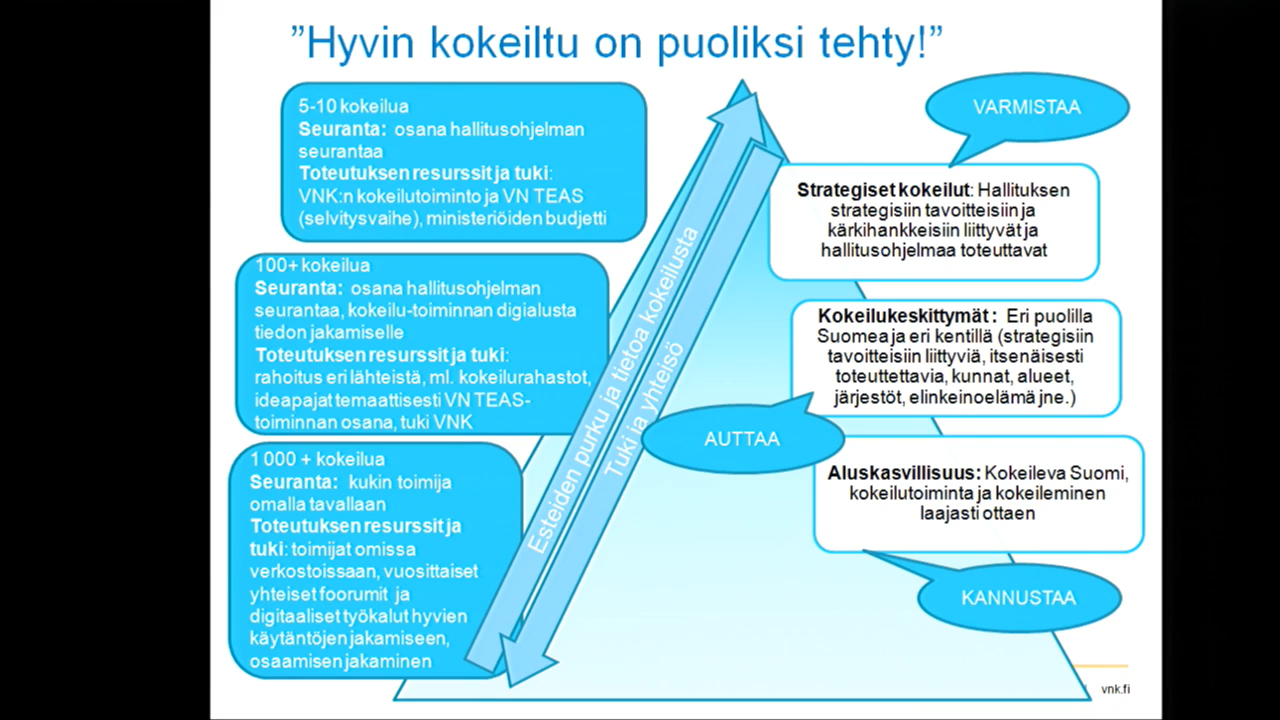 ”Hyvin kokeiltu on puoliksi tehty!”
5-10 kokeilua
Seuranta: osana hallitusohjelman
seurantaa
Toteutuksen resurssit ja tuki:
VNK:n kokeilutoiminto ja VN TEAS
(selvitysvaihe), ministeriöiden budjetti
100+ kokeilua
Seuranta: osana hallitusohjelman
seurantaa, kokeilu-toiminnan digialusta
tiedon jakamiselle
Toteutuksen resurssit ja tuki:
rahoitus eri lähteistä, ml. kokeilurahastot,
ideapajat temaattisesti VN TEAS-
toiminnan osana, tuki VNK
1 000 + kokeilua
Seuranta: kukin toimija
omalla tavallaan
Toteutuksen resurssit ja
tuki: toimijat omissa
verkostoissaan, vuosittaiset
yhteiset foorumit ja
digitaaliset työkalut hyvien
käytäntöjen jakamiseen,
osaamisen jakaminen
Esteiden purku ja tietoa kokeilusta
Tuki ja yhteisö
VARMISTAA
Strategiset kokeilut: Hallituksen
strategisiin tavoitteisiin ja
kärkihankkeisiin liittyvät ja
hallitusohjelmaa toteuttavat
Kokeilukeskittymät : Eri puolilla
Suomea ja eri kentillä (strategisiin
tavoitteisiin liittyviä, itsenäisesti
toteuttettavia, kunnat, alueet,
järjestöt, elinkeinoelämä jne.)
AUTTAA
Aluskasvillisuus: Kokeileva Suomi,
kokeilutoiminta ja kokeileminen
laajasti ottaen
KANNUSTAA
vnk.fi